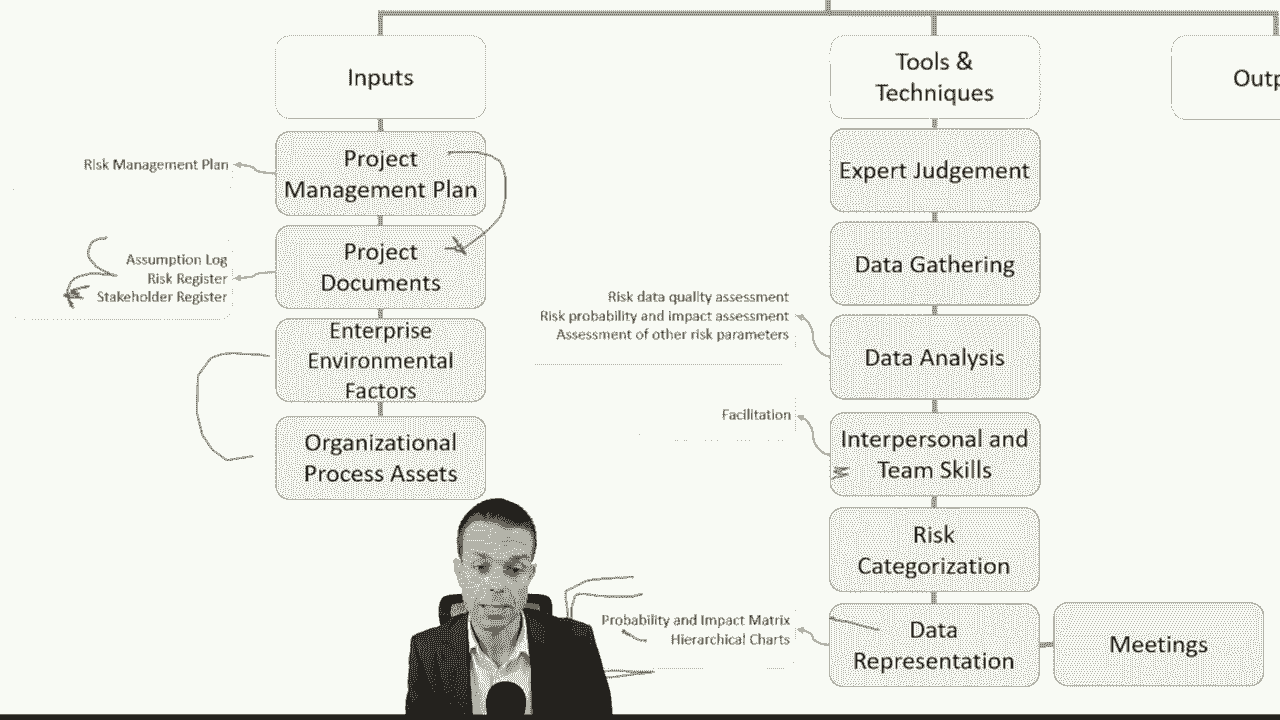 Inputs
Project
Management Plan
Risk Management Plan
Project
Documents
Assumption Log
Risk Register
Stakeholder Register
Enterprise
Environmental
Factors
Organizational
Process Assets
Tools &
Techniques
Expert Judgement
Data Gathering
Data Analysis
Risk data quality assessment
Risk probability and impact assessment
Assessment of other risk parameters
Interpersonal and
Team Skills
Facilitation
Risk
Categorization
Data
Representation
Probability and Impact Matrix
Hierarchical Charts
Meetings
Outp